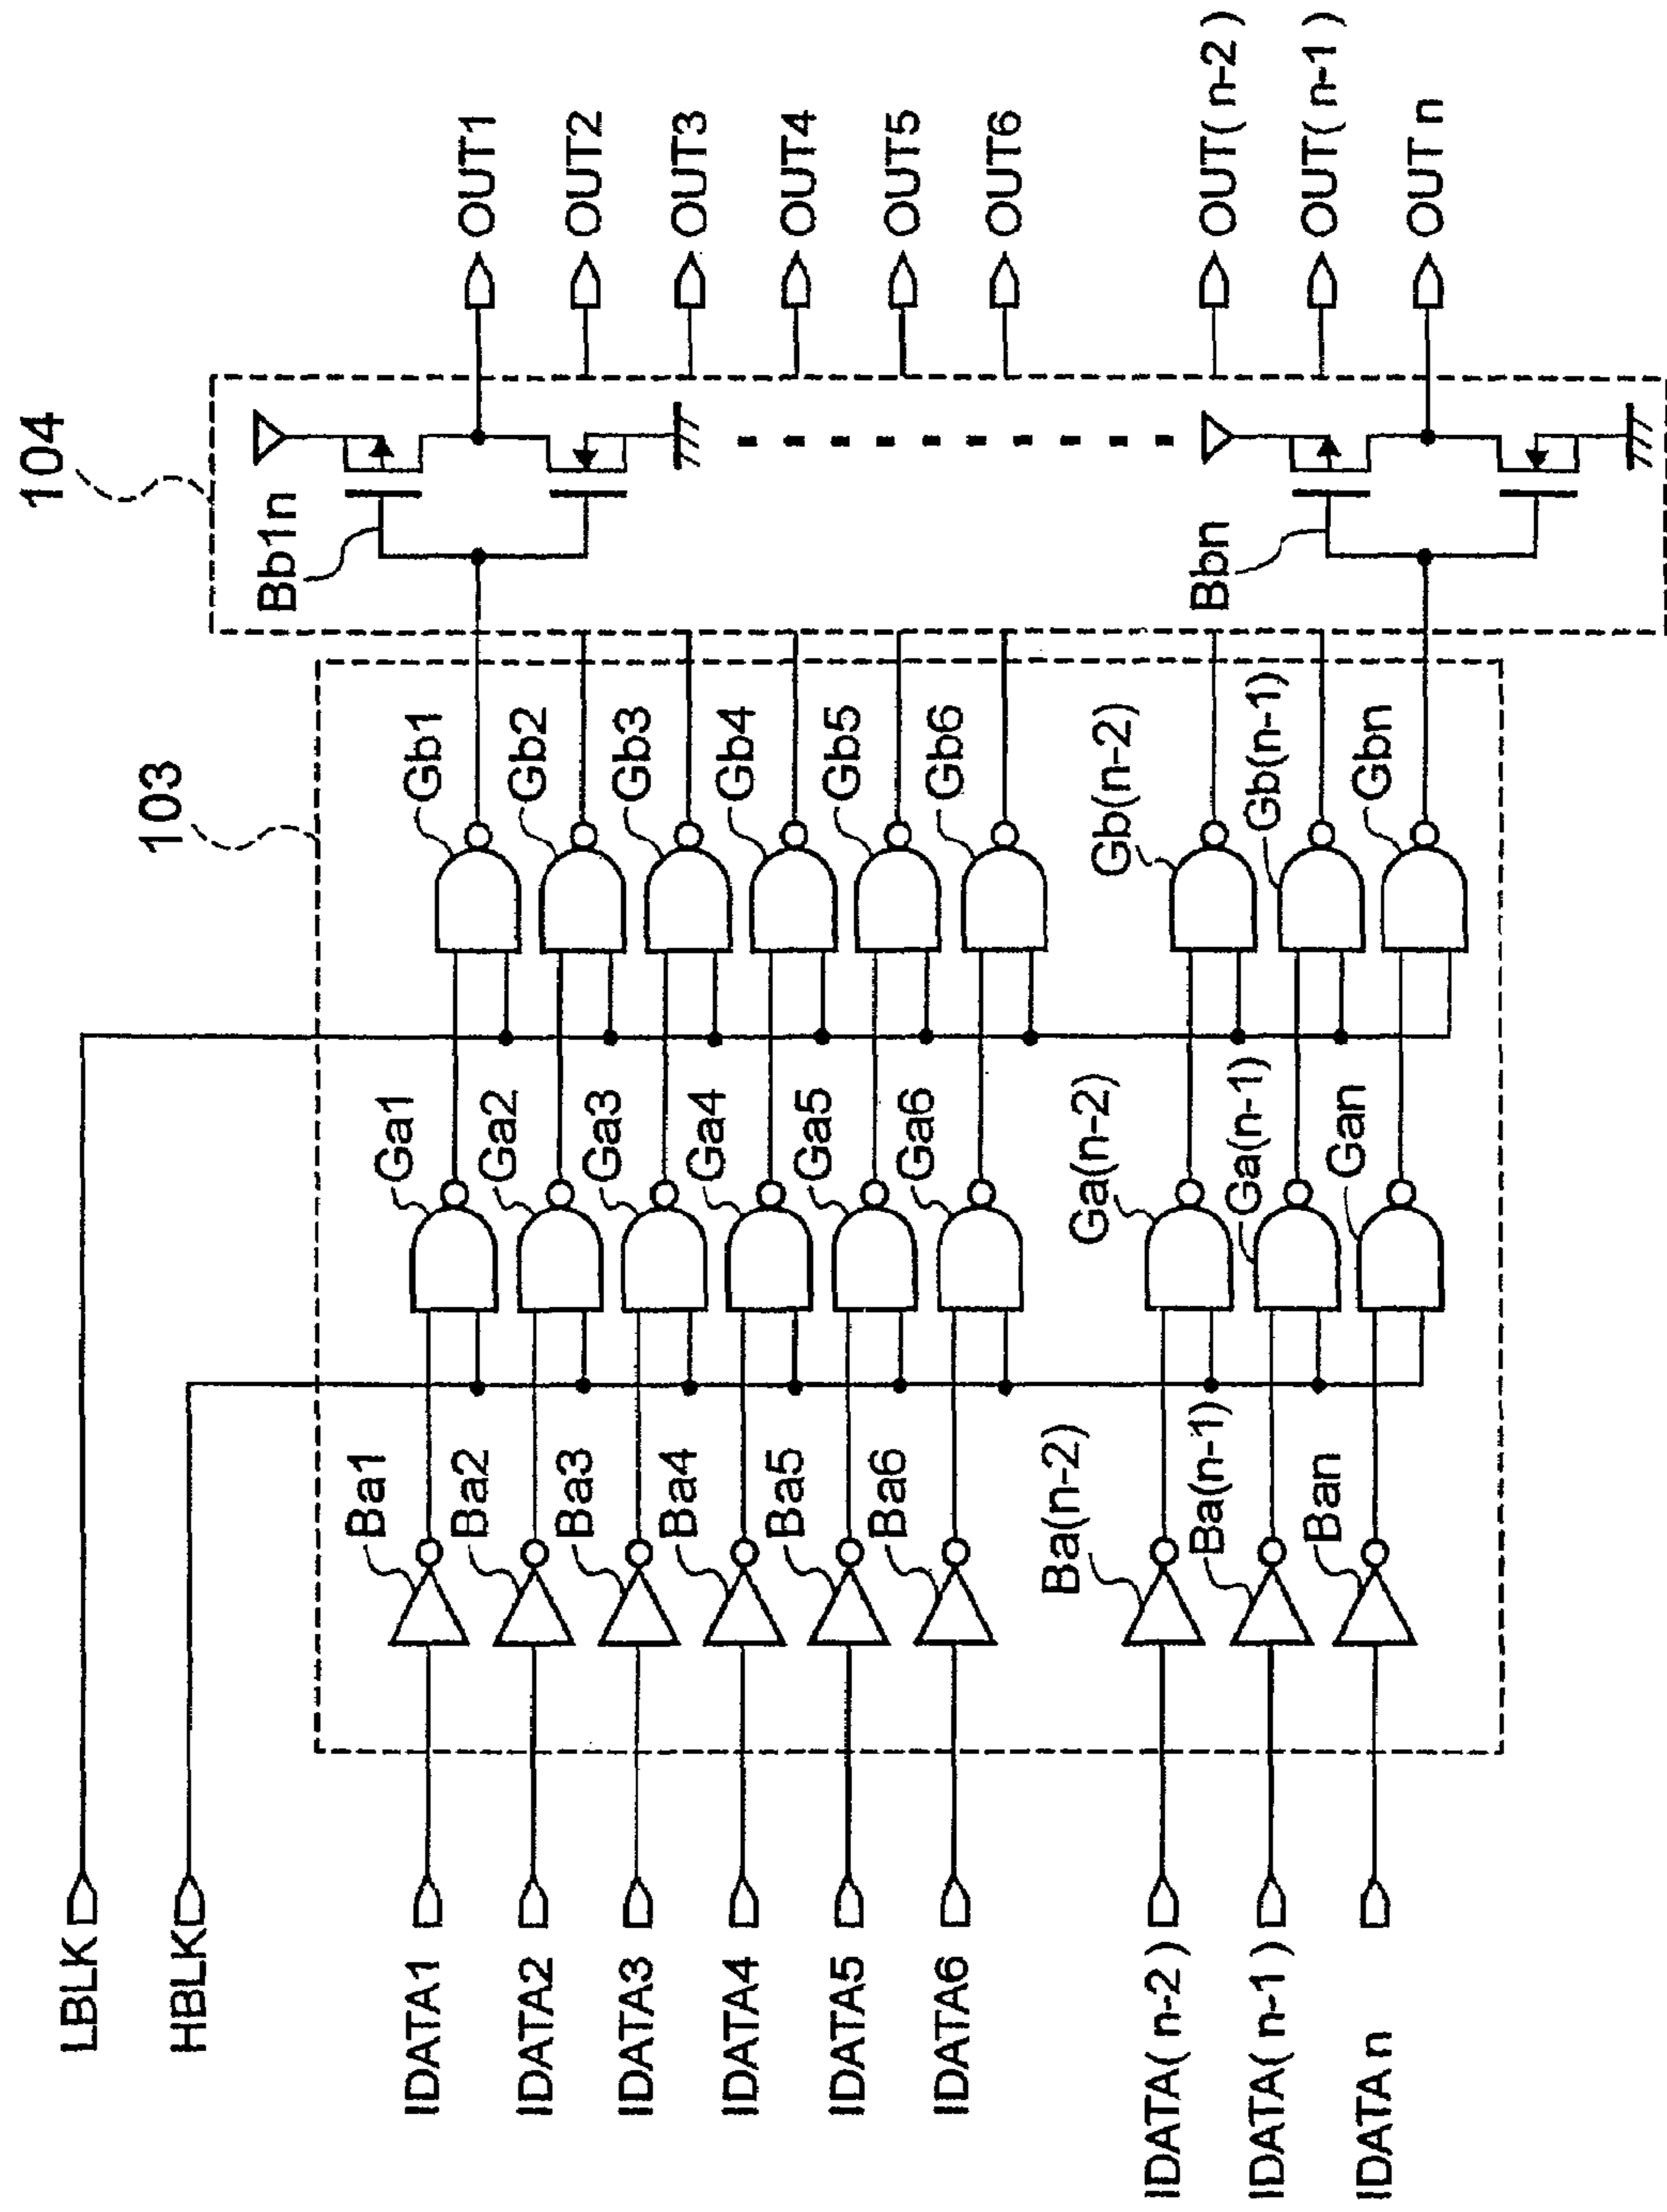 LBLK
HBLK
103
104
IDATA1
IDATA2
IDATA3
IDATA4
IDATA5
IDATA6
IDATA( n-2 )
IDATA( n-1 )
IDATA n
Ba1
Ba2
Ba3
Ba4
Ba5
Ba6
Ba(n-2)
Ba(n-1)
Ban
Ga1
Ga2
Ga3
Ga4
Ga5
Ga6
Ga(n-2)
Ga(n-1)
Gan
Gb1
Gb2
Gb3
Gb4
Gb5
Gb6
Gb(n-2)
Gb(n-1)
Gbn
Bb1n
Bbn
OUT1
OUT2
OUT3
OUT4
OUT5
OUT6
OUT( n-2 )
OUT( n-1 )
OUT n